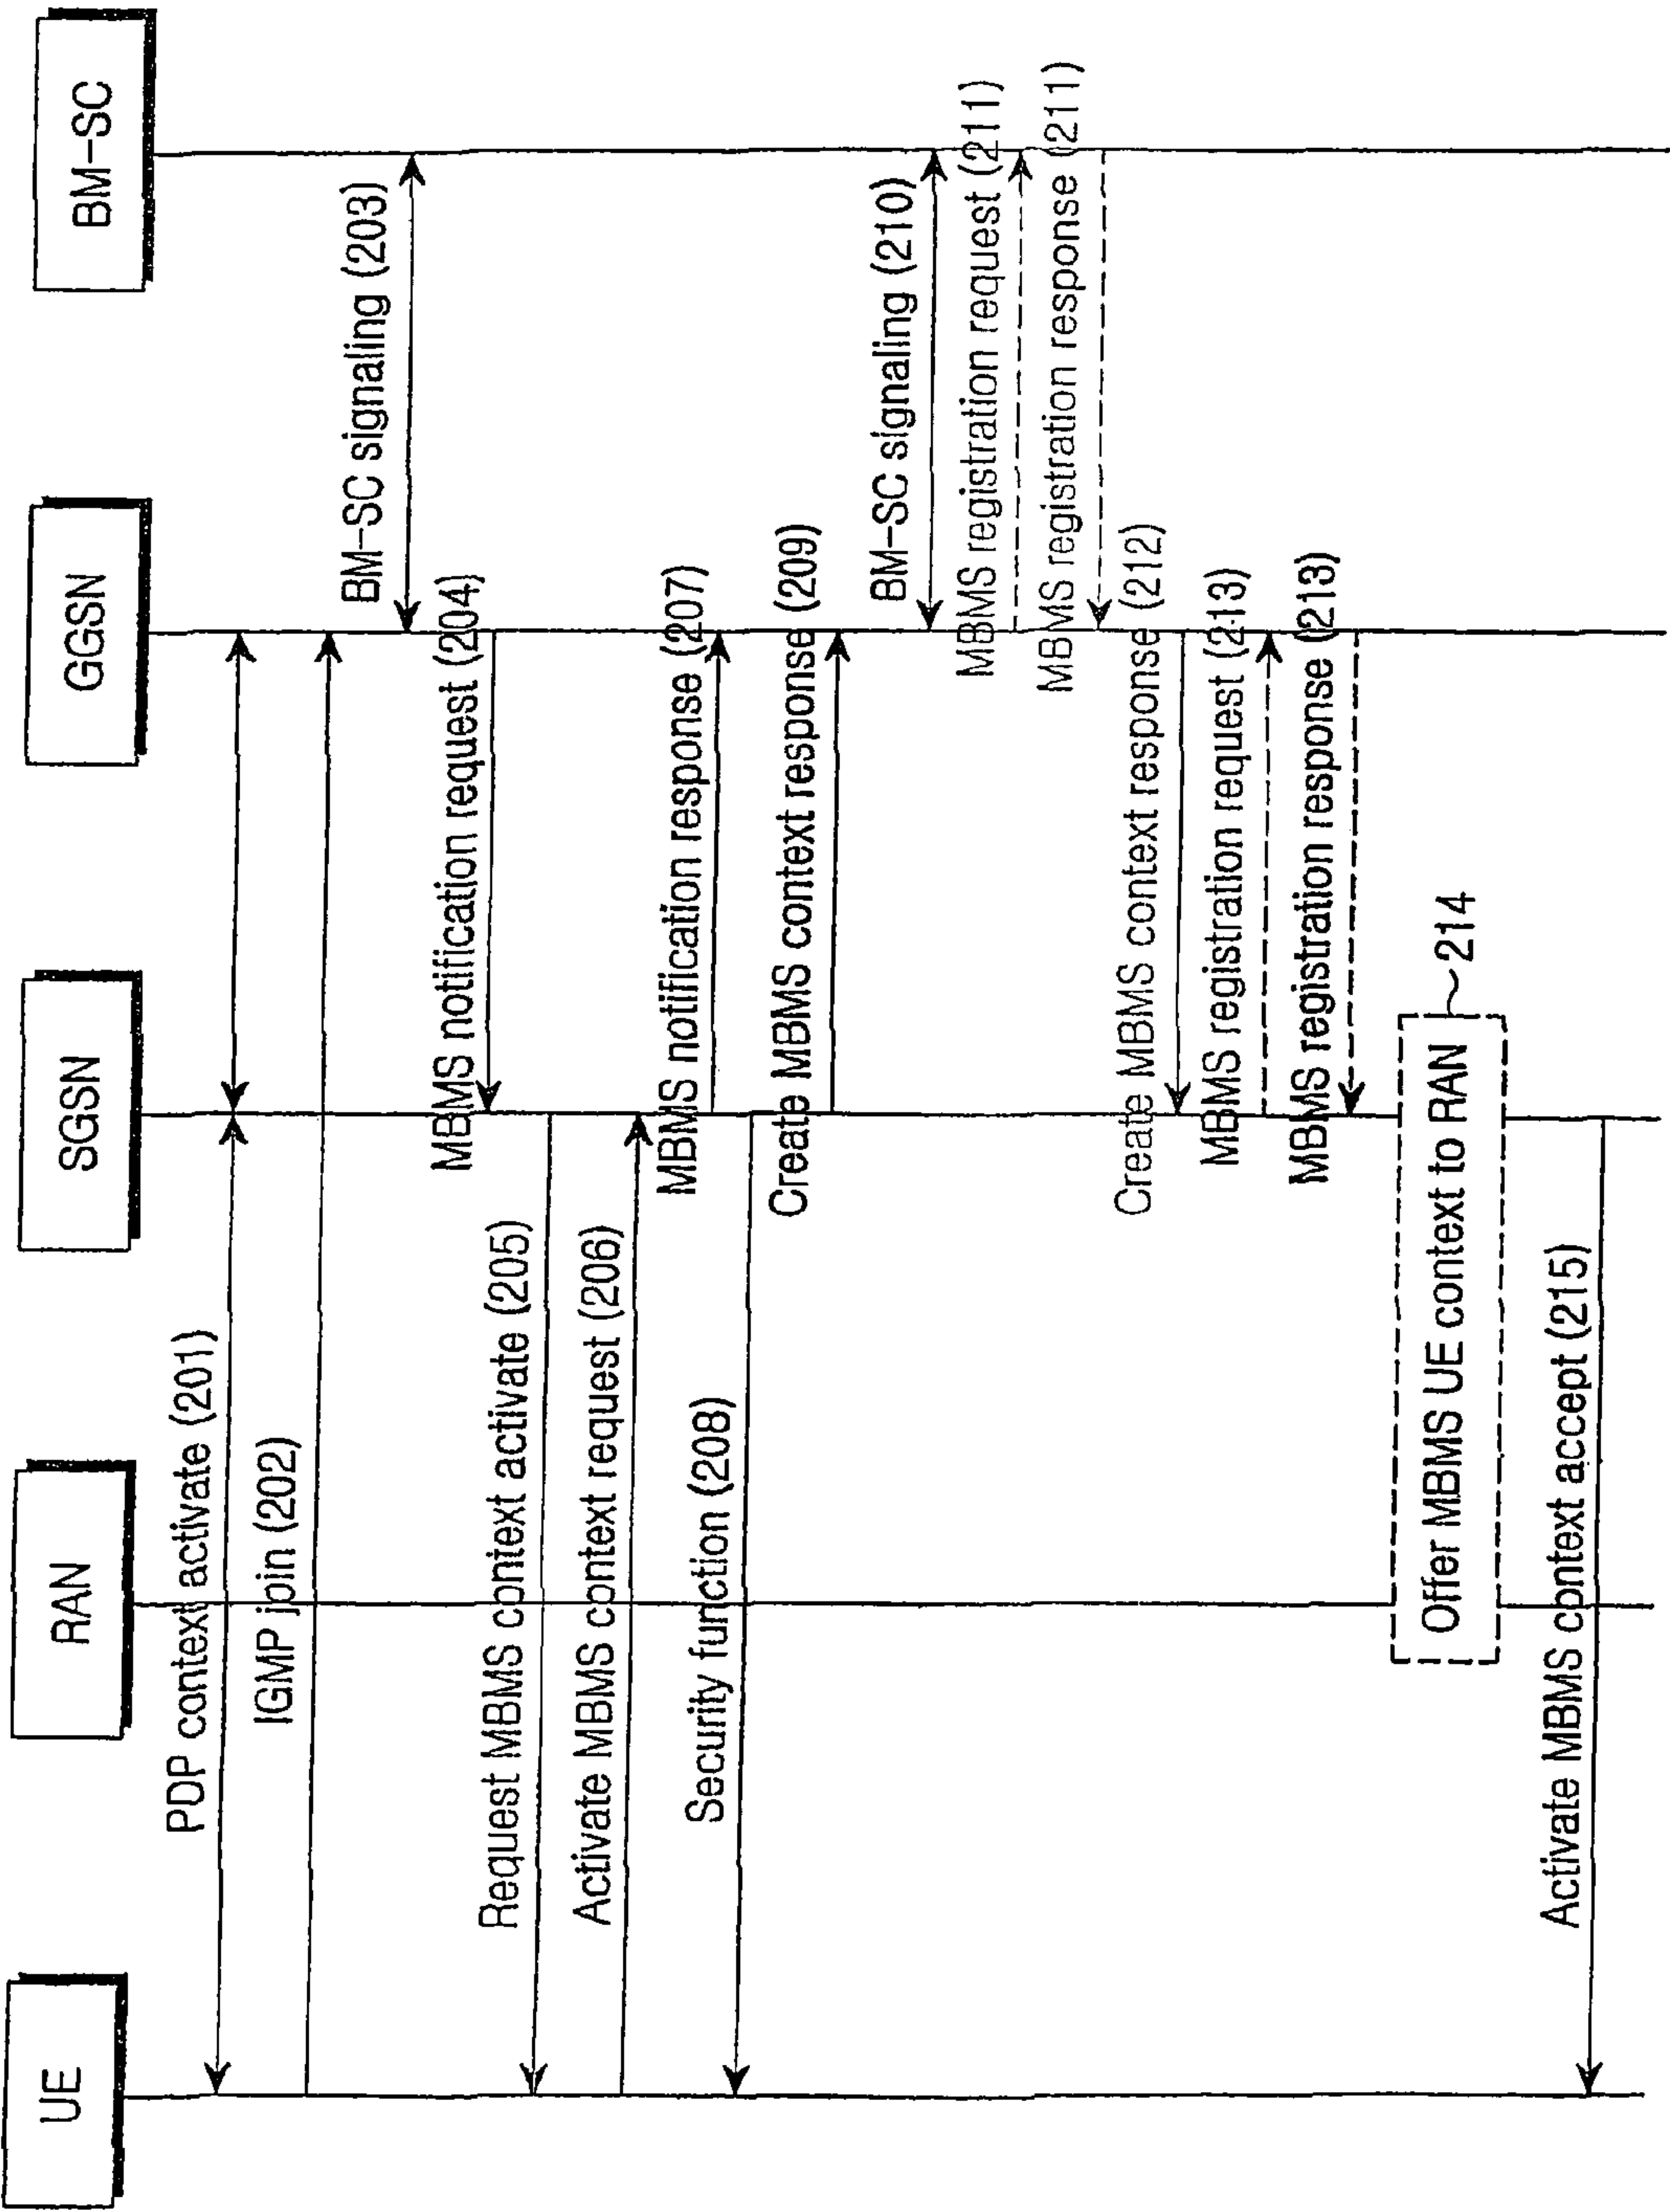 UE
RAN
SGSN
GGSN
BM-SC
PDP context activate (201)
IGMP join (202)
BM-SC signaling (203)
MBMS notification request (204)
Request MBMS context activate (205)
Activate MBMS context request (206)
MBMS notification response (207)
Security function (208)
Create MBMS context response (209)
BM-SC signaling (210)
MBMS registration request (211)
MBMS registration response (211)
Create MBMS context response (212)
MBMS registration request (213)
MBMS registration response (213)
Offer MBMS UE context to RAN
214
Activate MBMS context accept (215)